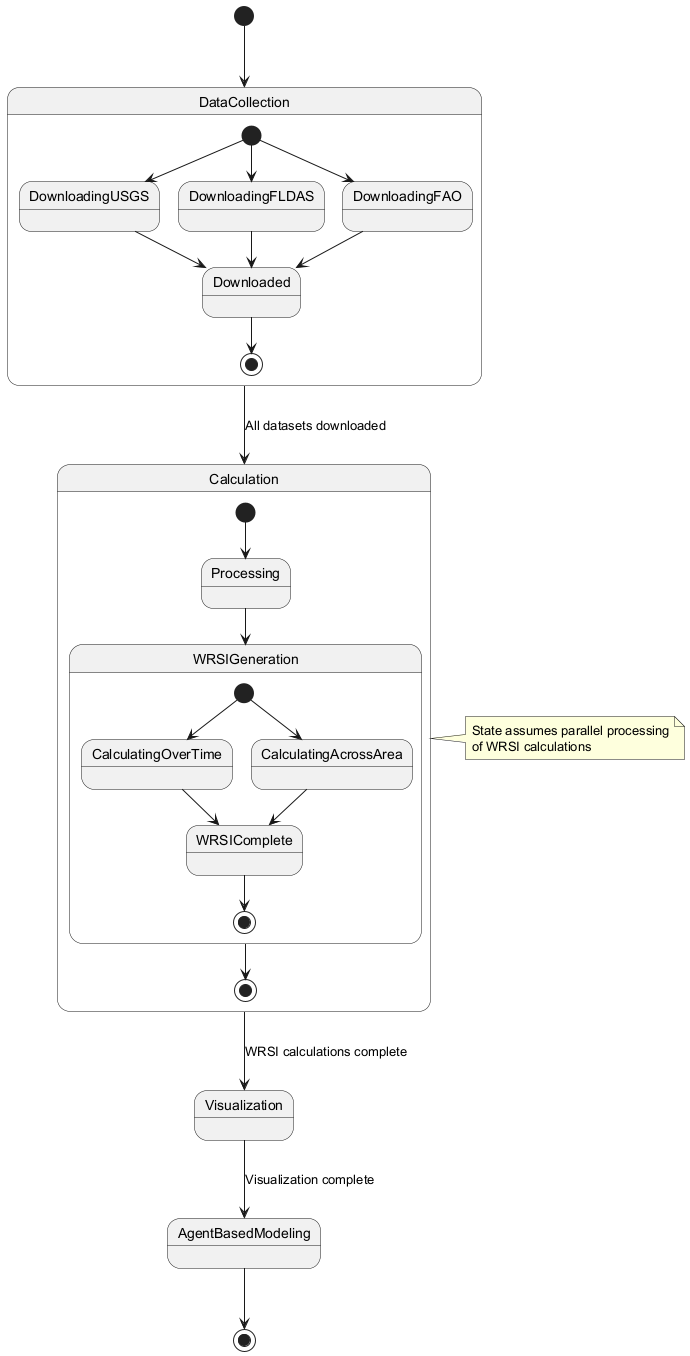 DataCollection
DownloadingUSGS
DownloadingFLDAS
DownloadingFAO
Downloaded
All datasets downloaded
Calculation
Processing
WRSIGeneration
CalculatingOverTime
CalculatingAcrossArea
State assumes parallel processing
of WRSI calculations
WRSIComplete
WRSI calculations complete
Visualization
Visualization complete
AgentBasedModeling